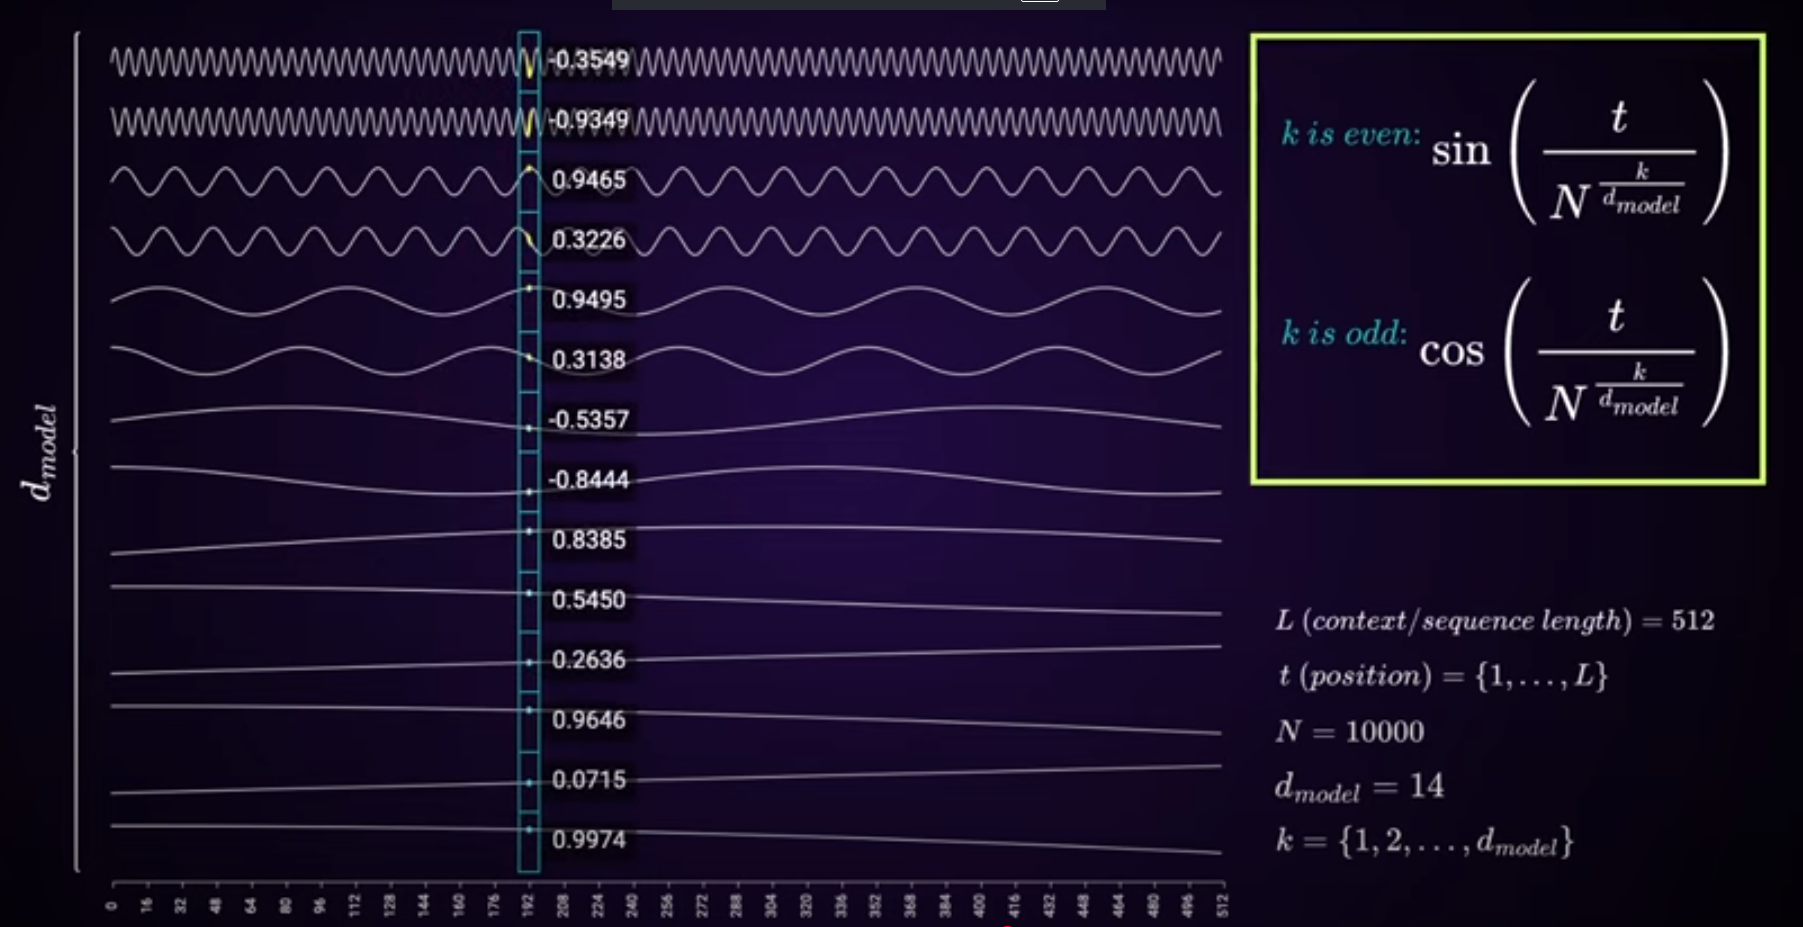 -0.3549
-0.9349
0.9465
0.3226
0.9495
0.3138
-0.5357
-0.8444
0.8385
0.5450
0.2636
0.9646
0.0715
0.9974
d_model
0 16 32 48 64 80 96 112 128 144 160 176 192 208 224 240 256 272 288 304 320 336 352 368 384 400 416 432 448 464 480 496 512
k is even: sin ( t / N^(k / d_model) )
k is odd: cos ( t / N^(k / d_model) )
L (context/sequence length) = 512
t (position) = {1, . . . , L}
N = 10000
d_model = 14
k = {1, 2, . . . , d_model}